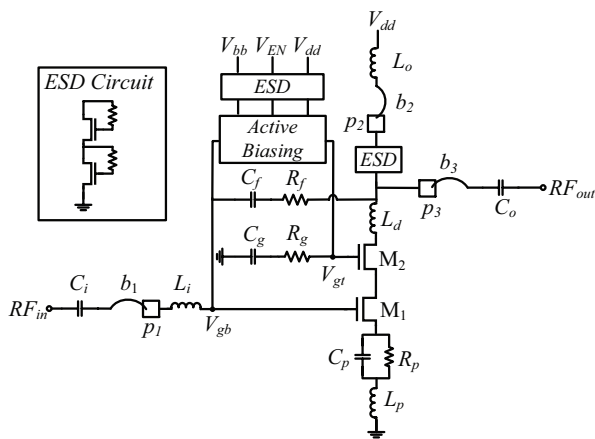 V_dd
V_bb V_EN V_dd
L_o
ESD Circuit
ESD
b_2
p_2
Active
Biasing
ESD
b_3
C_f R_f
RF_out
p_3
C_o
L_d
C_g R_g
M_2
V_gt
C_i b_1 L_i
RF_in
M_1
p_1
V_gb
C_p R_p
L_p